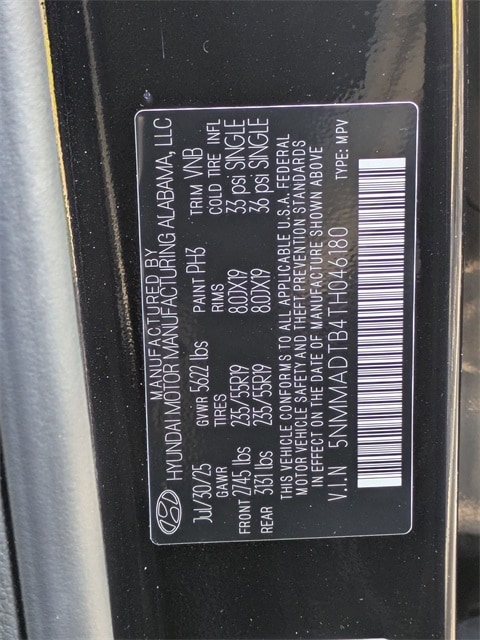 MANUFACTURED BY
HYUNDAI MOTOR MANUFACTURING ALABAMA, LLC
Jul/30/25 GVWR 5622 lbs PAINT PH3 TRIM VNB
GAWR TIRES RIMS COLD TIRE INFL
FRONT 2745 lbs 235/55R19 8.0JX19 33 psi SINGLE
REAR 3131 lbs 235/55R19 8.0JX19 36 psi SINGLE
THIS VEHICLE CONFORMS TO ALL APPLICABLE U.S.A. FEDERAL
MOTOR VEHICLE SAFETY AND THEFT PREVENTION STANDARDS
IN EFFECT ON THE DATE OF MANUFACTURE SHOWN ABOVE
V.I.N 5NMMADTB4TH046180 TYPE: MPV